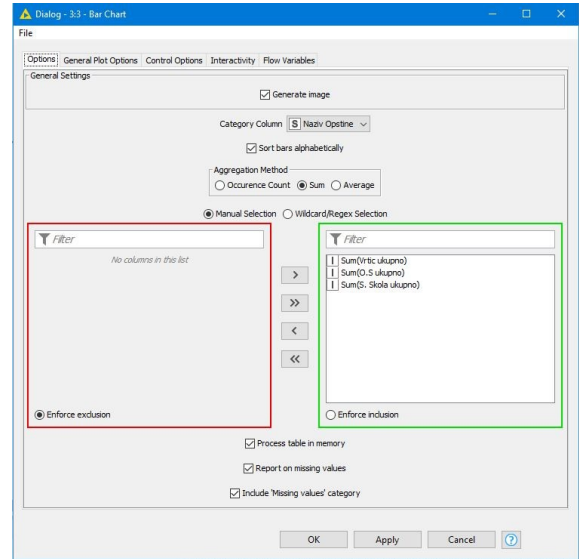 Dialog - 3:3 - Bar Chart
File
Options General Plot Options Control Options Interactivity Flow Variables
General Settings
Generate image
Category Column S Naziv Opstine
Sort bars alphabetically
Aggregation Method
Occurence Count Sum Average
Manual Selection Wildcard/Regex Selection
Filter
No columns in this list
Enforce exclusion
>
>>
<
<<
Filter
I Sum(Vrtic ukupno)
I Sum(O.S ukupno)
I Sum(S. Skola ukupno)
Enforce inclusion
Process table in memory
Report on missing values
Include 'Missing values' category
OK Apply Cancel ?